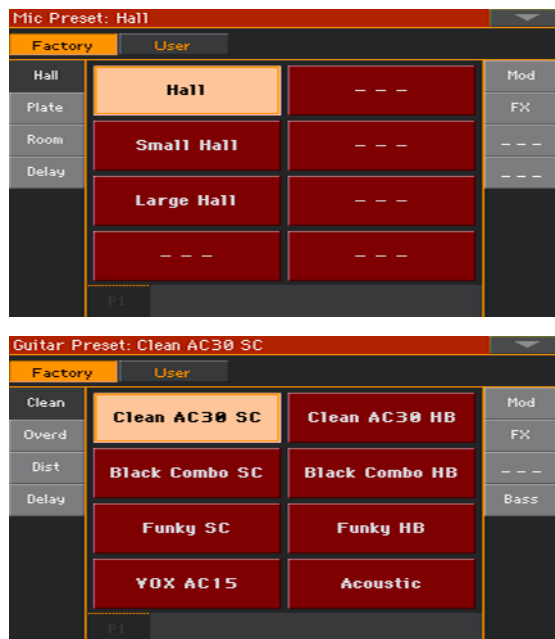 Mic Preset: Hall
Factory User
Hall Hall - - - Mod
Plate FX
Room Small Hall - - - - - -
Delay - - -
Large Hall - - -
- - - - - -
P1
Guitar Preset: Clean AC30 SC
Factory User
Clean Clean AC30 SC Clean AC30 HB Mod
Overd FX
Dist Black Combo SC Black Combo HB - - -
Delay Bass
Funky SC Funky HB
VOX AC15 Acoustic
P1